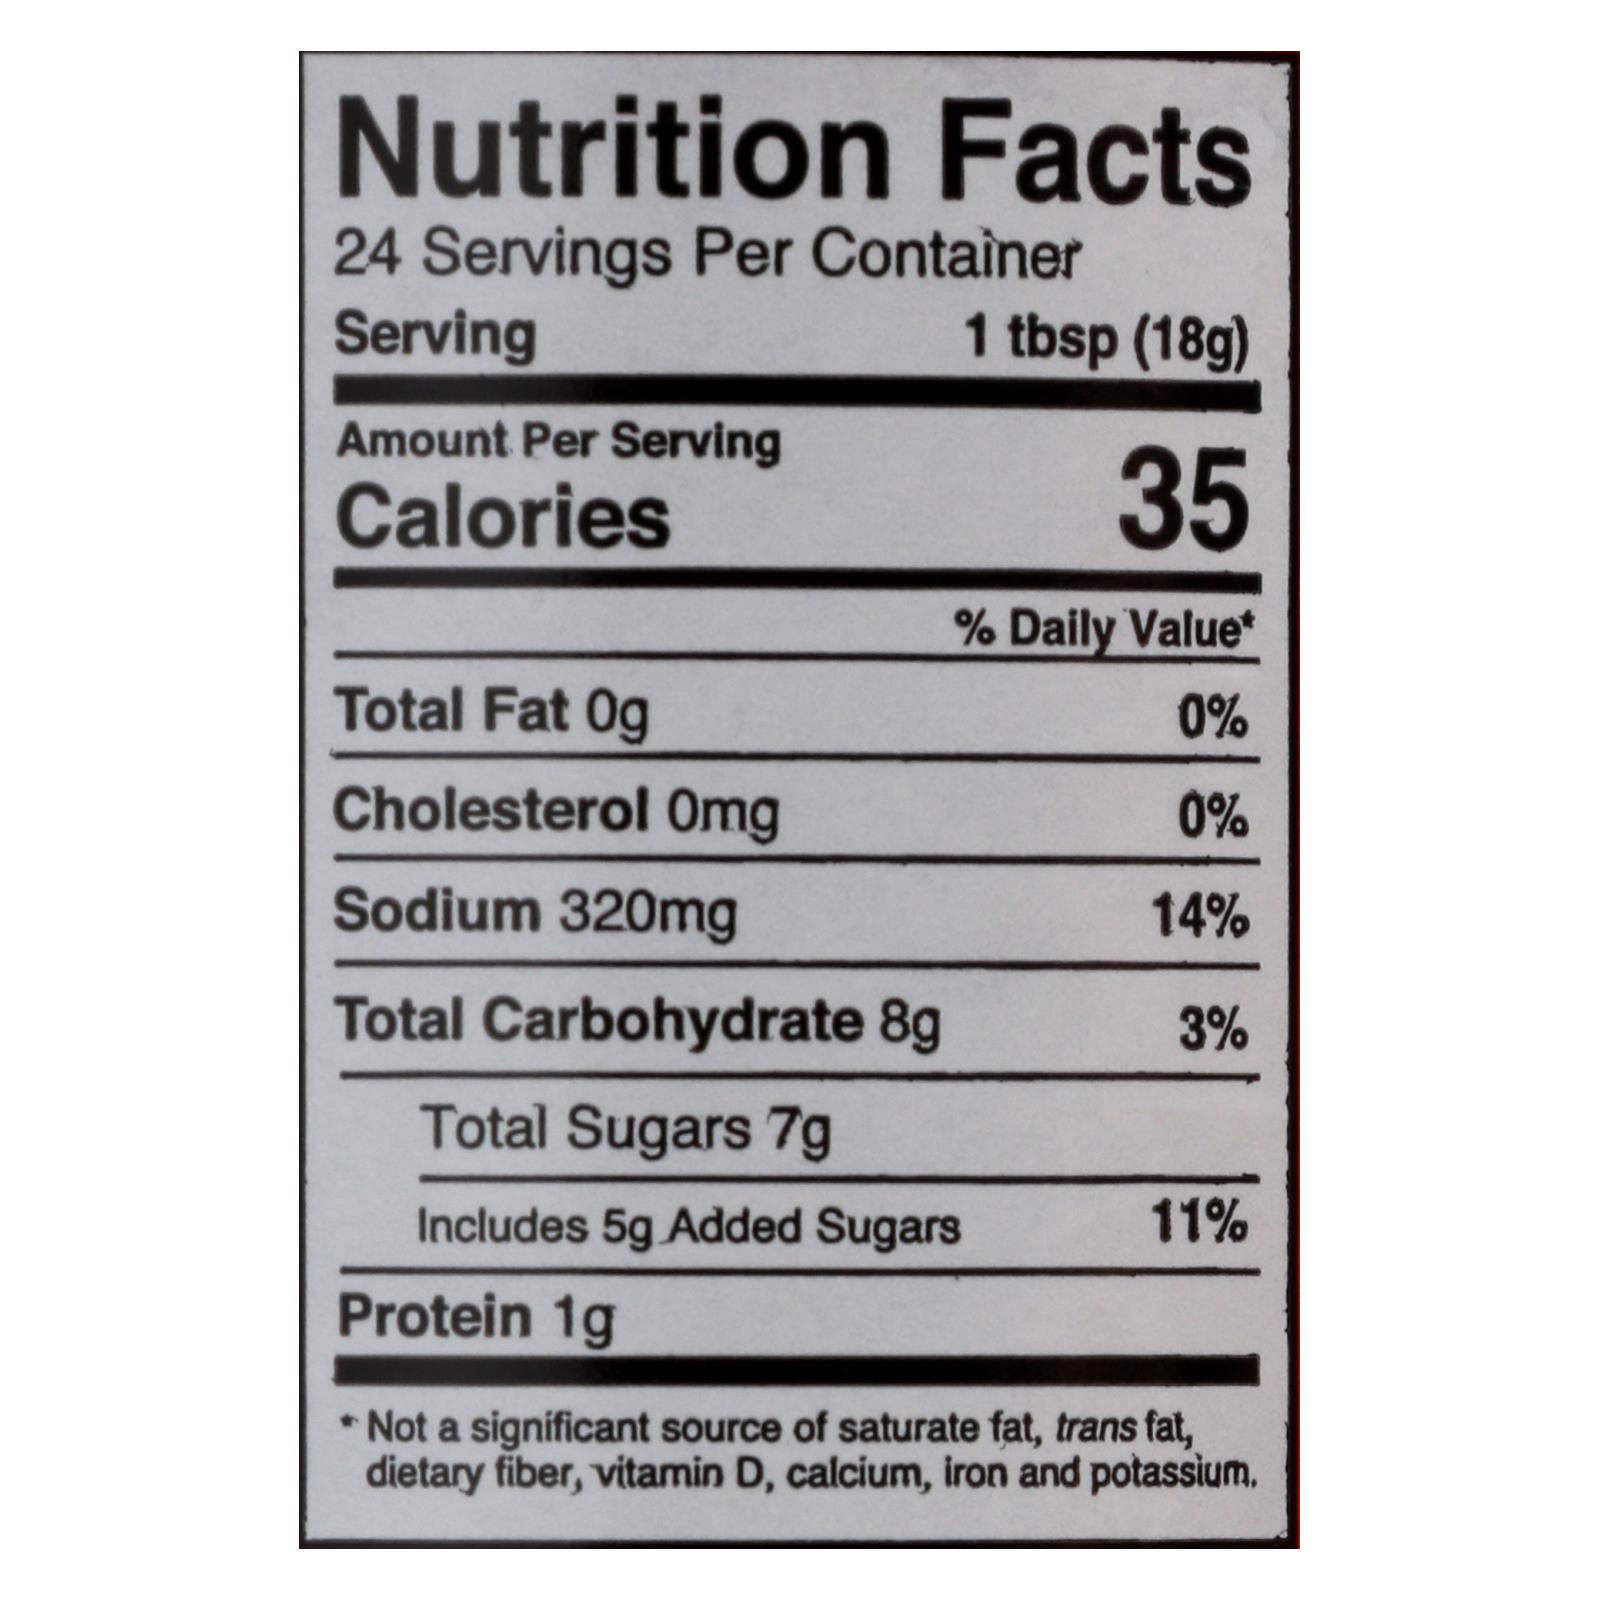 Nutrition Facts
24 Servings Per Container
Serving 1 tbsp (18g)
Amount Per Serving
Calories 35
% Daily Value*
Total Fat 0g 0%
Cholesterol 0mg 0%
Sodium 320mg 14%
Total Carbohydrate 8g 3%
Total Sugars 7g
Includes 5g Added Sugars 11%
Protein 1g
* Not a significant source of saturate fat, trans fat,
dietary fiber, vitamin D, calcium, iron and potassium.